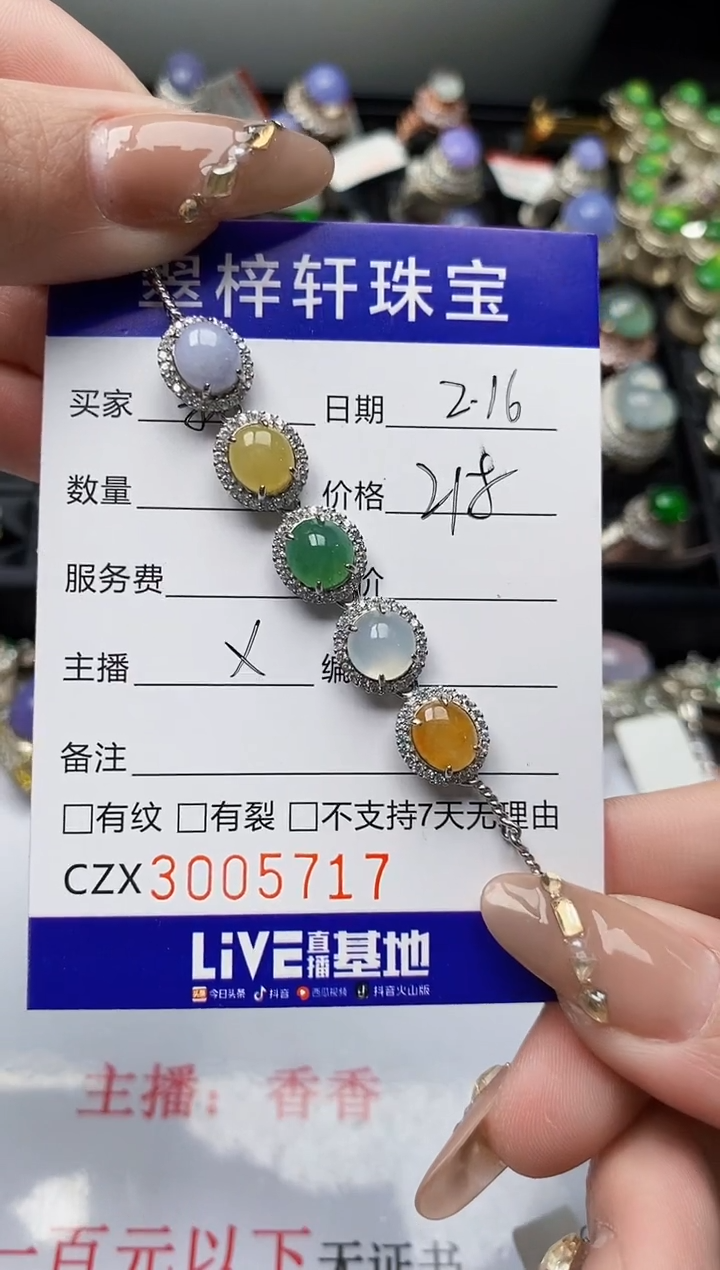 翠梓轩珠宝
买家 日期 2.16
数量 价格 218
服务费 价
主播 X 编
备注
□有纹 □有裂 □不支持7天无理由
CZX3005717
LiVE直播基地
今日头条 抖音 西瓜视频 抖音火山版
主播：香香
一百元以下无证书